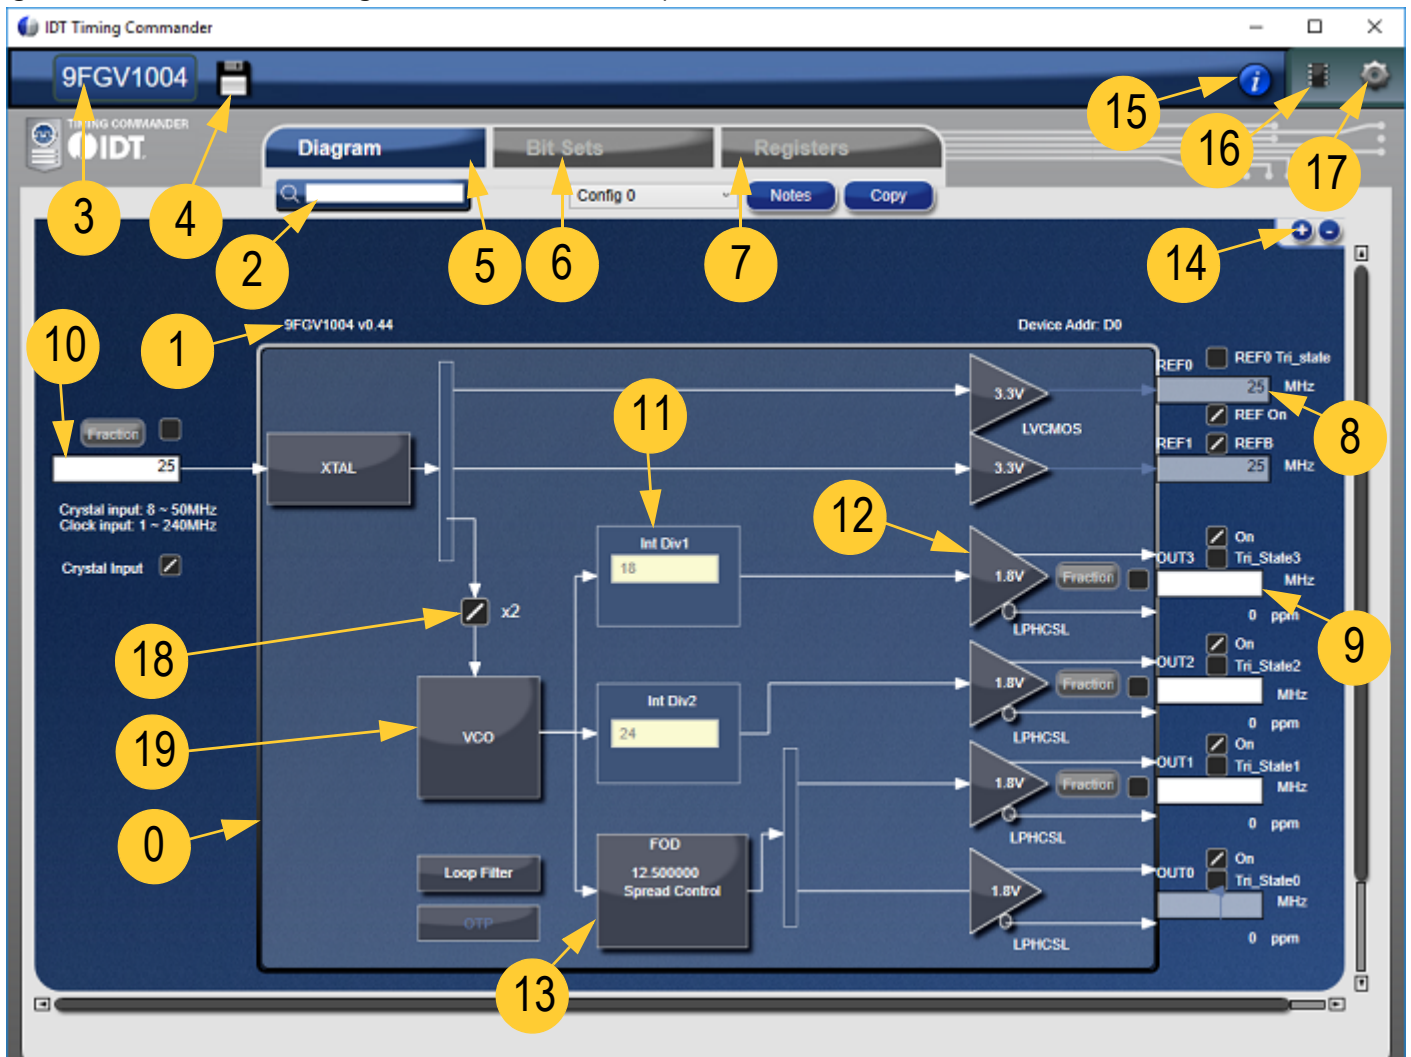 IDT Timing Commander
9FGV1004
i
15
16
17
TIMING COMMANDER
IDT.
Diagram
Bit Sets
Registers
3
4
Config 0
Notes
Copy
2
5
6
7
14
+ -
1
9FGV1004 v0.44
Device Addr: D0
10
REF0
REF0 Tri_state
25 MHz
3.3V
11
REF On
8
Fraction
LVCMOS
REF1
REFB
25
XTAL
3.3V
25 MHz
Crystal input: 8 ~ 50MHz
Clock input: 1 ~ 240MHz
12
On
Int Div1
OUT3
Tri_State3
Crystal Input
18
1.8V
Fraction
MHz
x2
0 ppm
LPHCSL
9
18
On
OUT2
Tri_State2
1.8V
Fraction
MHz
Int Div2
0 ppm
19
VCO
24
LPHCSL
On
OUT1
Tri_State1
1.8V
Fraction
MHz
0 ppm
0
FOD
LPHCSL
On
Loop Filter
12.500000
OUT0
Tri_State0
Spread Control
1.8V
MHz
OTP
0 ppm
LPHCSL
13